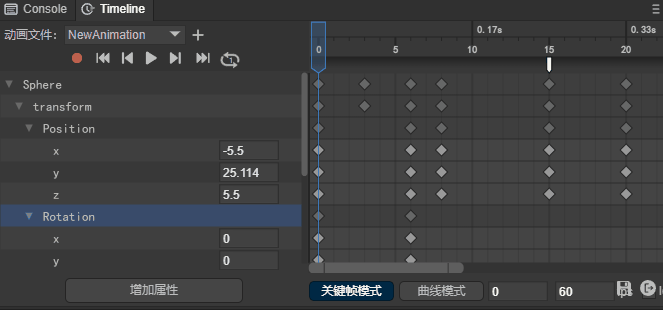 Console Timeline
动画文件: NewAnimation
0.17s 0.33s
0 5 10 15 20
Sphere
transform
Position
x -5.5
y 25.114
z 5.5
Rotation
x 0
y 0
增加属性 关键帧模式 曲线模式 0 60